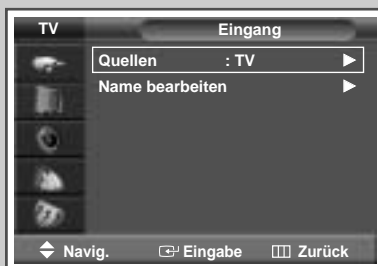 TV Eingang
Quellen : TV ►
Name bearbeiten ►
Navig. Eingabe Zurück